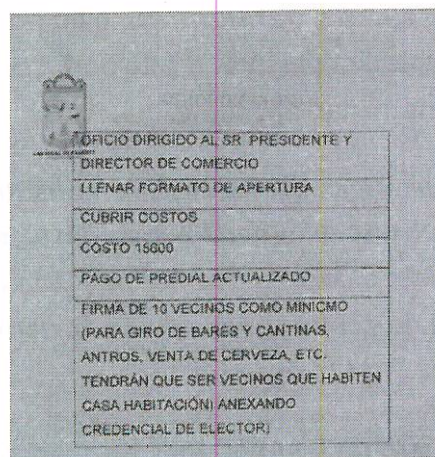 OFICIO DIRIGIDO AL SR PRESIDENTE Y
DIRECTOR DE COMERCIO
LLENAR FORMATO DE APERTURA
CUBRIR COSTOS
COSTO 15600
PAGO DE PREDIAL ACTUALIZADO
FIRMA DE 10 VECINOS COMO MINICMO
(PARA GIRO DE BARES Y CANTINAS,
ANTROS, VENTA DE CERVEZA, ETC.
TENDRÁN QUE SER VECINOS QUE HABITEN
CASA HABITACIÓN) ANEXANDO
CREDENCIAL DE ELECTOR)